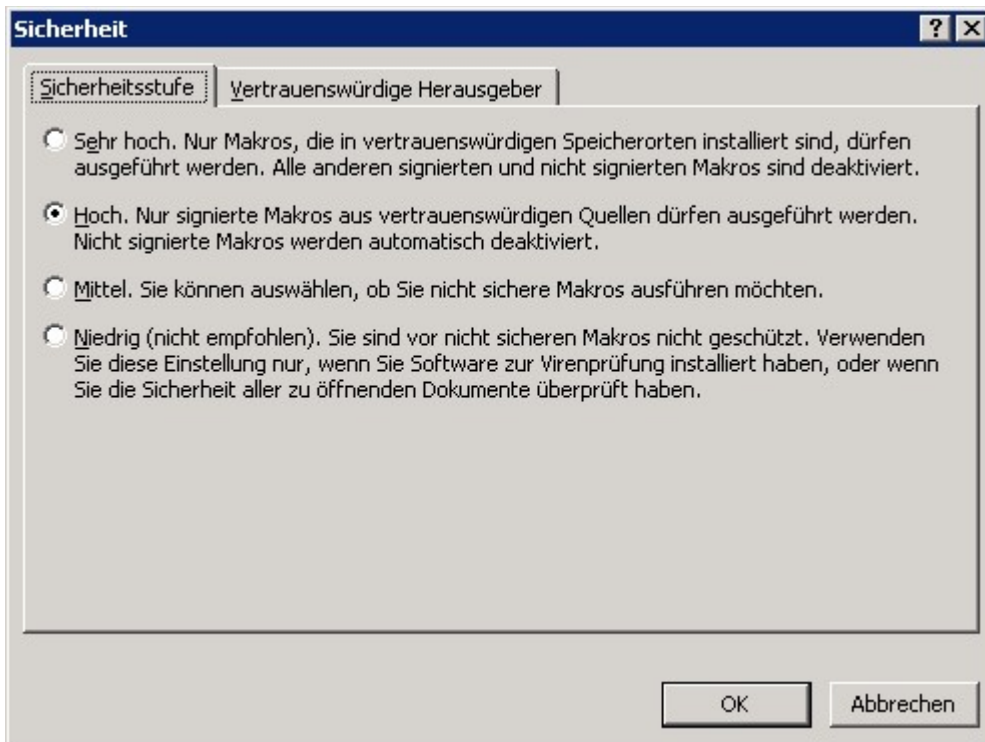 Sicherheit
Sicherheitsstufe
Vertrauenswürdige Herausgeber
Sehr hoch. Nur Makros, die in vertrauenswürdigen Speicherorten installiert sind, dürfen
ausgeführt werden. Alle anderen signierten und nicht signierten Makros sind deaktiviert.
Hoch. Nur signierte Makros aus vertrauenswürdigen Quellen dürfen ausgeführt werden.
Nicht signierte Makros werden automatisch deaktiviert.
Mittel. Sie können auswählen, ob Sie nicht sichere Makros ausführen möchten.
Niedrig (nicht empfohlen). Sie sind vor nicht sicheren Makros nicht geschützt. Verwenden
Sie diese Einstellung nur, wenn Sie Software zur Virenprüfung installiert haben, oder wenn
Sie die Sicherheit aller zu öffnenden Dokumente überprüft haben.
OK
Abbrechen